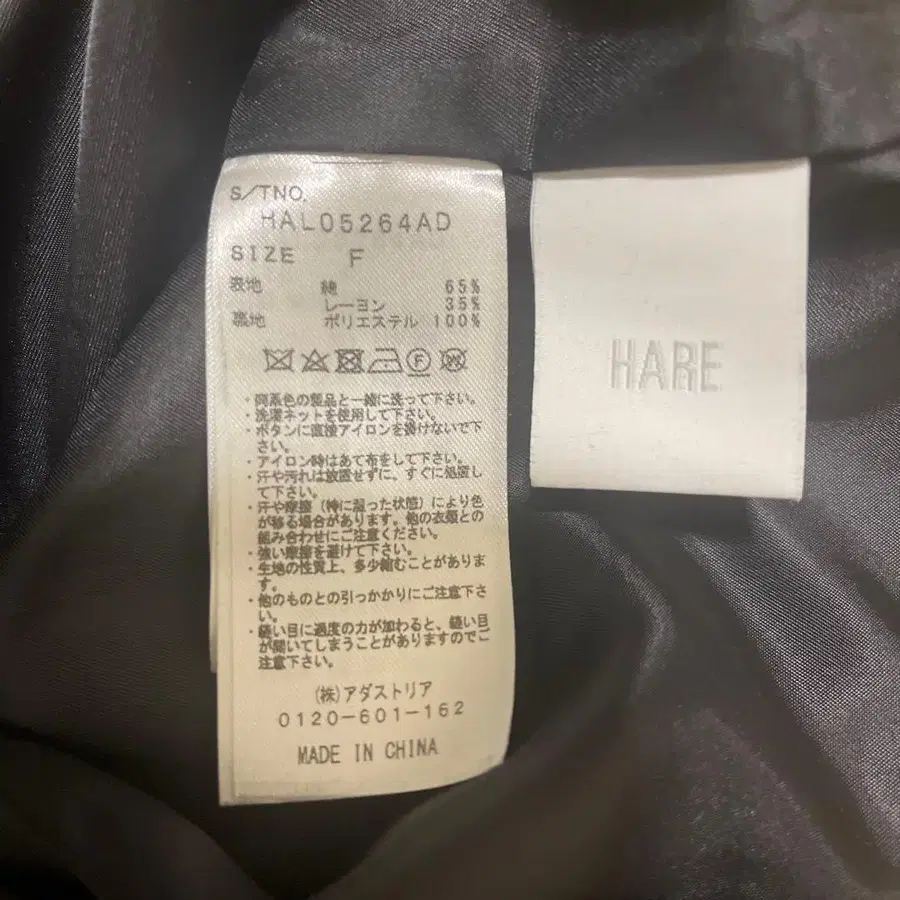 S/TNO.
HAL05264AD
SIZE F
表地 綿 65%
レーヨン 35%
裏地 ポリエステル 100%
F
W
・同系色の製品と一緒に洗って下さい。
・洗濯ネットを使用して下さい。
・ボタンに直接アイロンを掛けないで下
さい。
・アイロン時はあて布をして下さい。
・汗や汚れは放置せずに、すぐに処置し
て下さい。
・汗や摩擦（特に湿った状態）により色
が移る場合があります。他の衣類との
組み合わせにご注意ください。
・強い摩擦を避けて下さい。
・生地の性質上、多少縮むことがありま
す。
・他のものとの引っかかりにご注意下さ
い。
・縫い目に過度の力が加わると、縫い目
が開いてしまうことがありますのでご
注意下さい。
(株)アダストリア
0120-601-162
MADE IN CHINA
HARE